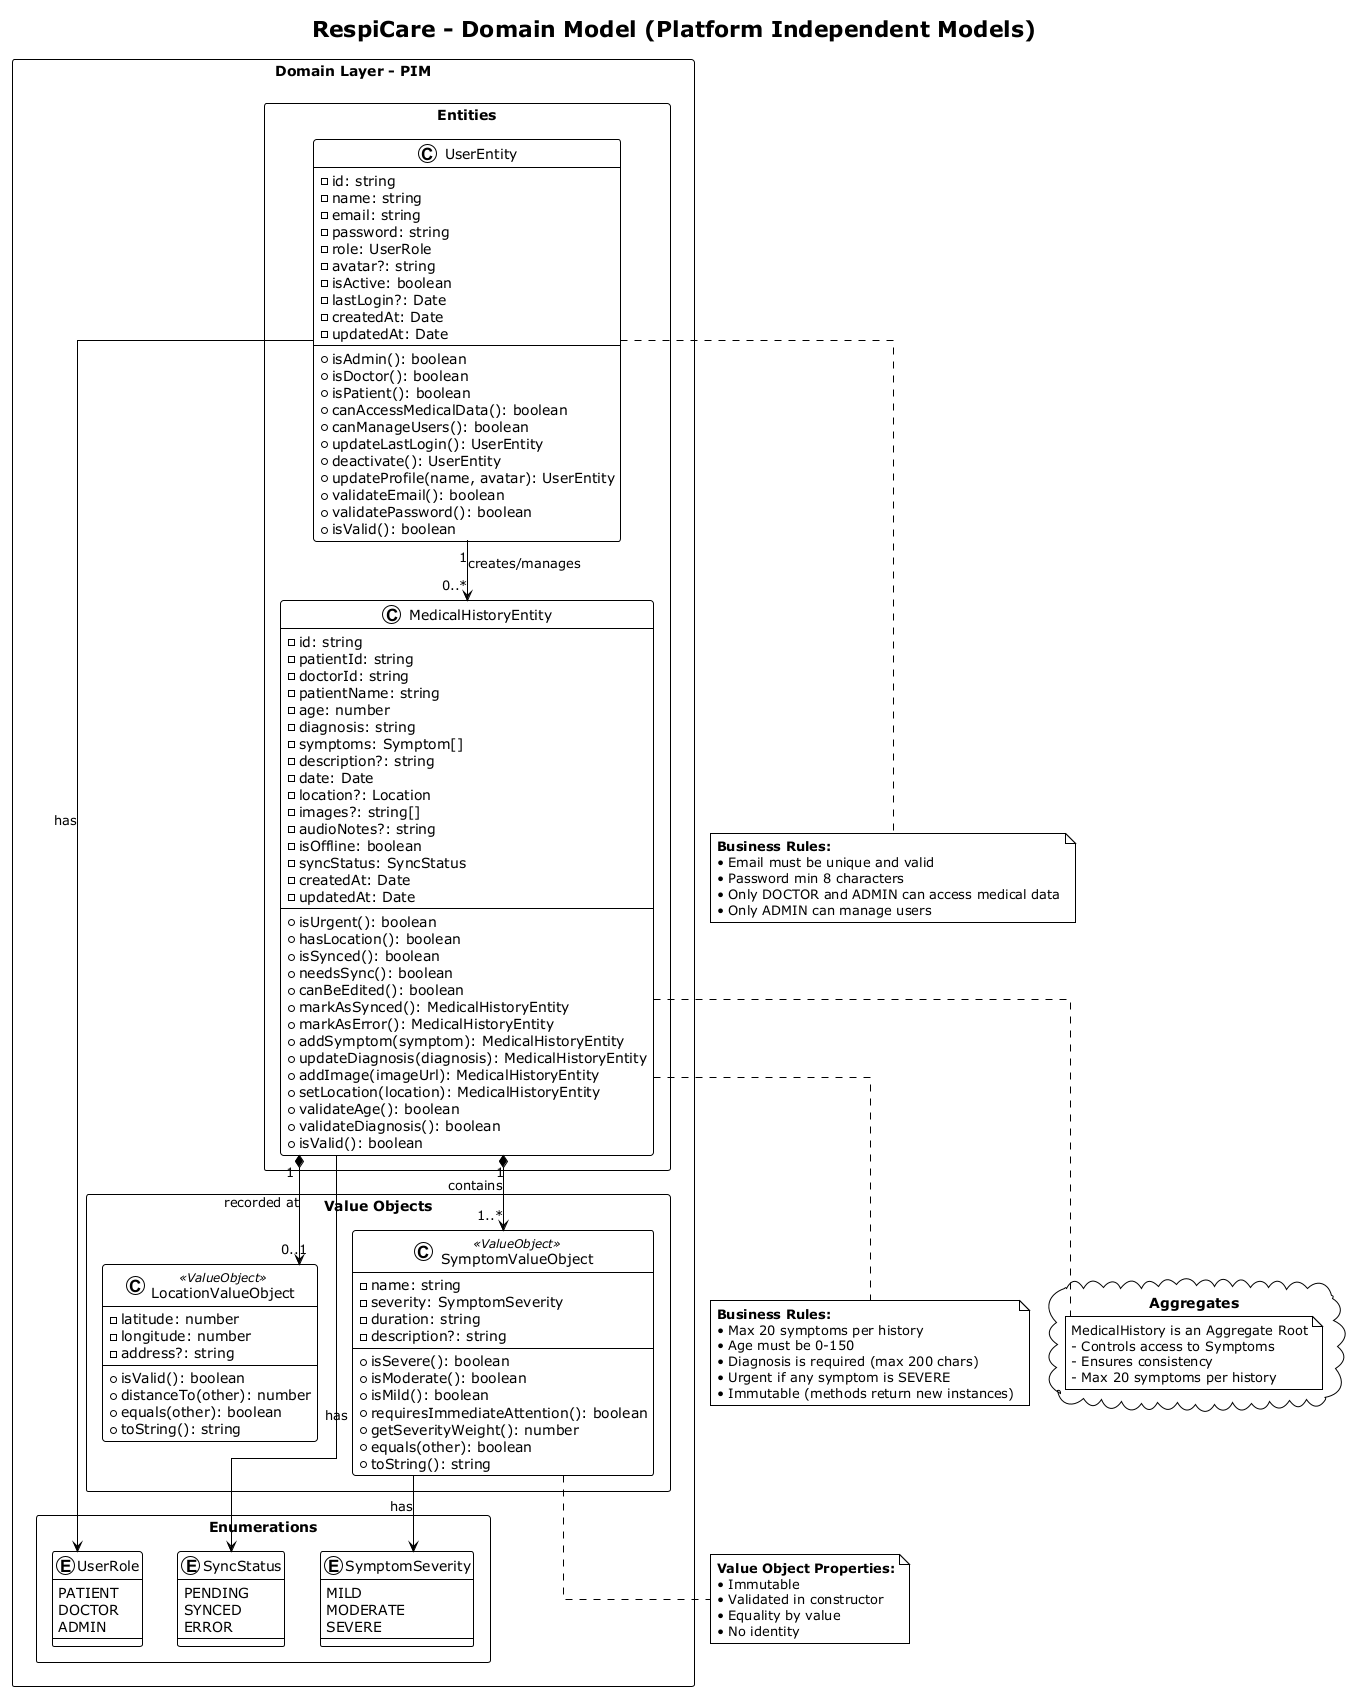 RespiCare - Domain Model (Platform Independent Models)
Domain Layer - PIM
Entities
C UserEntity
id: string
name: string
email: string
password: string
role: UserRole
avatar?: string
isActive: boolean
lastLogin?: Date
createdAt: Date
updatedAt: Date
isAdmin(): boolean
isDoctor(): boolean
isPatient(): boolean
canAccessMedicalData(): boolean
canManageUsers(): boolean
updateLastLogin(): UserEntity
deactivate(): UserEntity
updateProfile(name, avatar): UserEntity
validateEmail(): boolean
validatePassword(): boolean
isValid(): boolean
1
creates/manages
0..*
C MedicalHistoryEntity
id: string
patientId: string
doctorId: string
patientName: string
age: number
diagnosis: string
symptoms: Symptom[]
description?: string
date: Date
location?: Location
images?: string[]
audioNotes?: string
isOffline: boolean
syncStatus: SyncStatus
createdAt: Date
updatedAt: Date
isUrgent(): boolean
hasLocation(): boolean
isSynced(): boolean
needsSync(): boolean
canBeEdited(): boolean
markAsSynced(): MedicalHistoryEntity
markAsError(): MedicalHistoryEntity
addSymptom(symptom): MedicalHistoryEntity
updateDiagnosis(diagnosis): MedicalHistoryEntity
addImage(imageUrl): MedicalHistoryEntity
setLocation(location): MedicalHistoryEntity
validateAge(): boolean
validateDiagnosis(): boolean
isValid(): boolean
has
Business Rules:
• Email must be unique and valid
• Password min 8 characters
• Only DOCTOR and ADMIN can access medical data
• Only ADMIN can manage users
1
recorded at
0..1
1
contains
1..*
Value Objects
C «ValueObject»
LocationValueObject
latitude: number
longitude: number
address?: string
isValid(): boolean
distanceTo(other): number
equals(other): boolean
toString(): string
has
C «ValueObject»
SymptomValueObject
name: string
severity: SymptomSeverity
duration: string
description?: string
isSevere(): boolean
isModerate(): boolean
isMild(): boolean
requiresImmediateAttention(): boolean
getSeverityWeight(): number
equals(other): boolean
toString(): string
Business Rules:
• Max 20 symptoms per history
• Age must be 0-150
• Diagnosis is required (max 200 chars)
• Urgent if any symptom is SEVERE
• Immutable (methods return new instances)
Aggregates
MedicalHistory is an Aggregate Root
- Controls access to Symptoms
- Ensures consistency
- Max 20 symptoms per history
has
Enumerations
E UserRole
PATIENT
DOCTOR
ADMIN
E SyncStatus
PENDING
SYNCED
ERROR
E SymptomSeverity
MILD
MODERATE
SEVERE
Value Object Properties:
• Immutable
• Validated in constructor
• Equality by value
• No identity